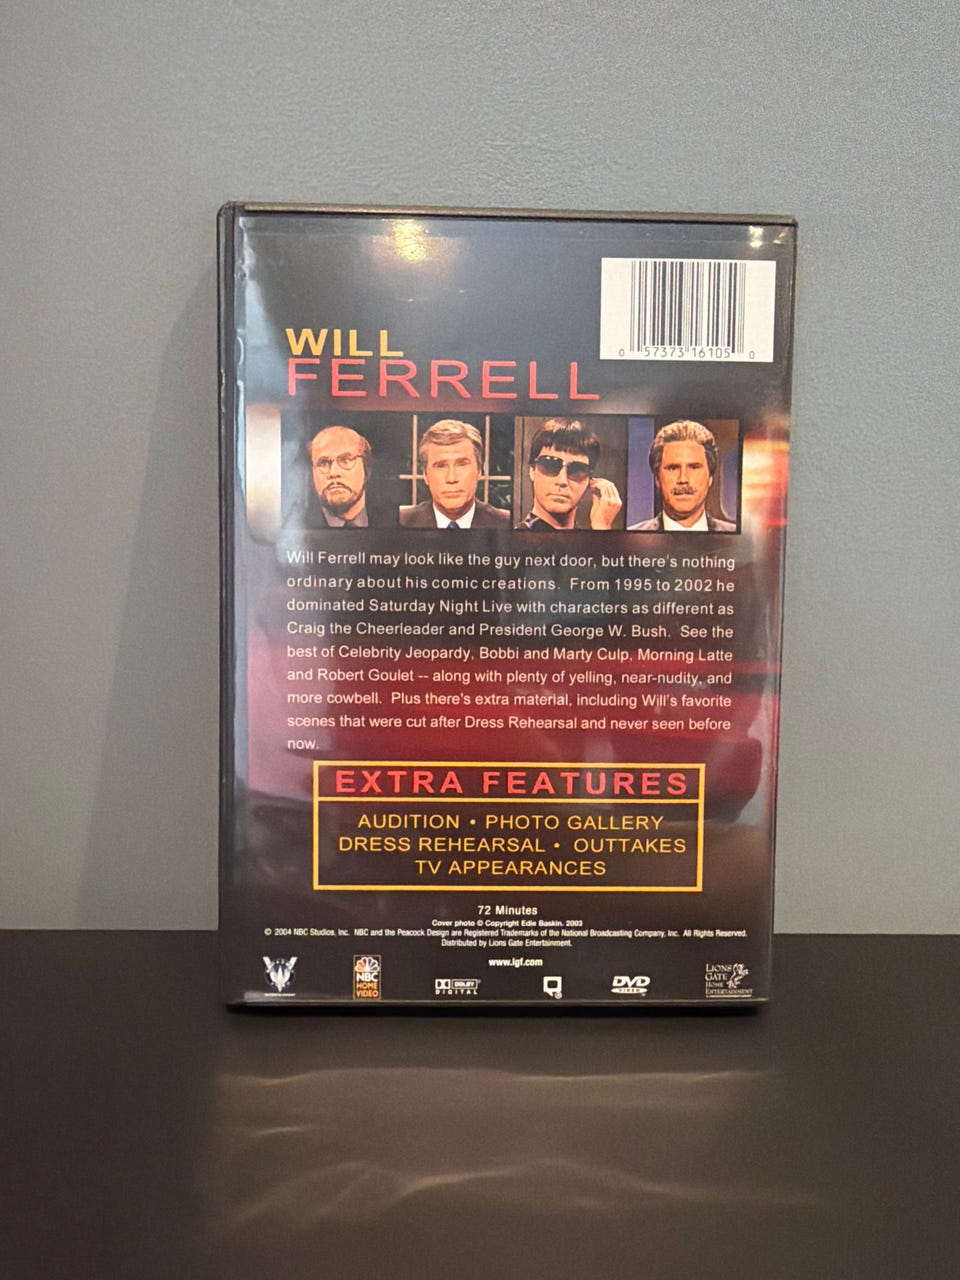 0 57373 16105 0
WILL
FERRELL
Will Ferrell may look like the guy next door, but there's nothing
ordinary about his comic creations. From 1995 to 2002 he
dominated Saturday Night Live with characters as different as
Craig the Cheerleader and President George W. Bush. See the
best of Celebrity Jeopardy, Bobbi and Marty Culp, Morning Latte
and Robert Goulet -- along with plenty of yelling, near-nudity, and
more cowbell. Plus there's extra material, including Will's favorite
scenes that were cut after Dress Rehearsal and never seen before
now.
EXTRA FEATURES
AUDITION • PHOTO GALLERY
DRESS REHEARSAL • OUTTAKES
TV APPEARANCES
72 Minutes
Cover photo © Copyright Edie Baskin. 2003
© 2004 NBC Studios, Inc. NBC and the Peacock Design are Registered Trademarks of the National Broadcasting Company, Inc. All Rights Reserved.
Distributed by Lions Gate Entertainment.
www.lgf.com
NBC
HOME
VIDEO
DOLBY
DIGITAL
DVD
VIDEO
LIONS
GATE
HOME
ENTERTAINMENT